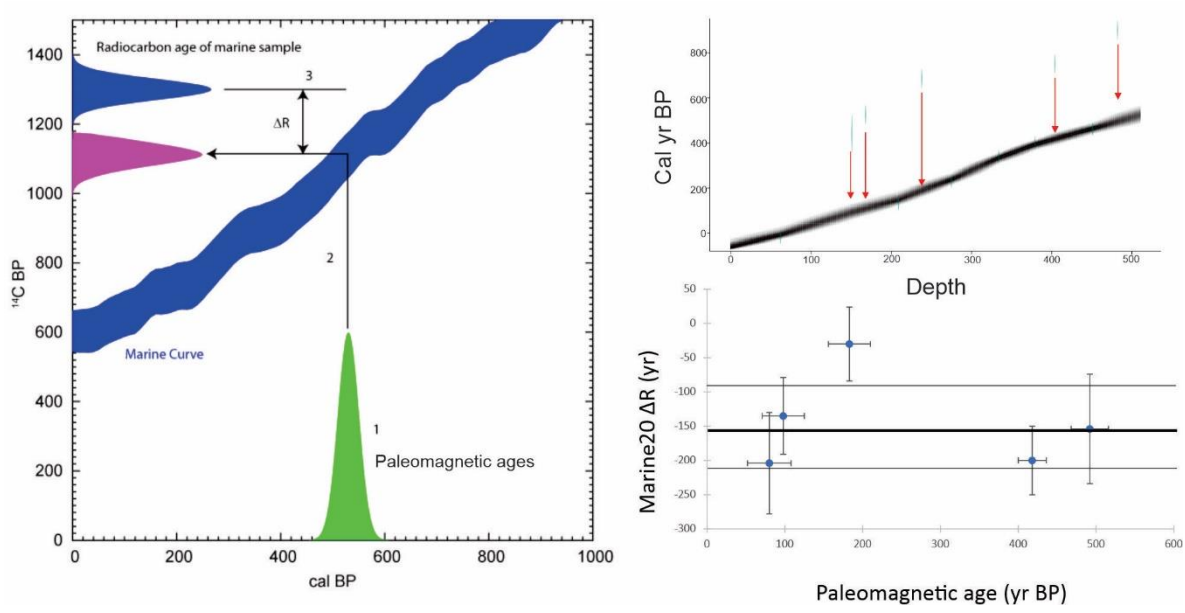 1400
1200
1000
800
600
400
200
0
¹⁴C BP
Radiocarbon age of marine sample
3
ΔR
2
Marine Curve
1
Paleomagnetic ages
0 200 400 600 800 1000
cal BP
800
600
400
200
0
Cal yr BP
0 100 200 300 400 500
Depth
50
0
-50
-100
-150
-200
-250
-300
Marine20 ΔR (yr)
0 100 200 300 400 500 600
Paleomagnetic age (yr BP)